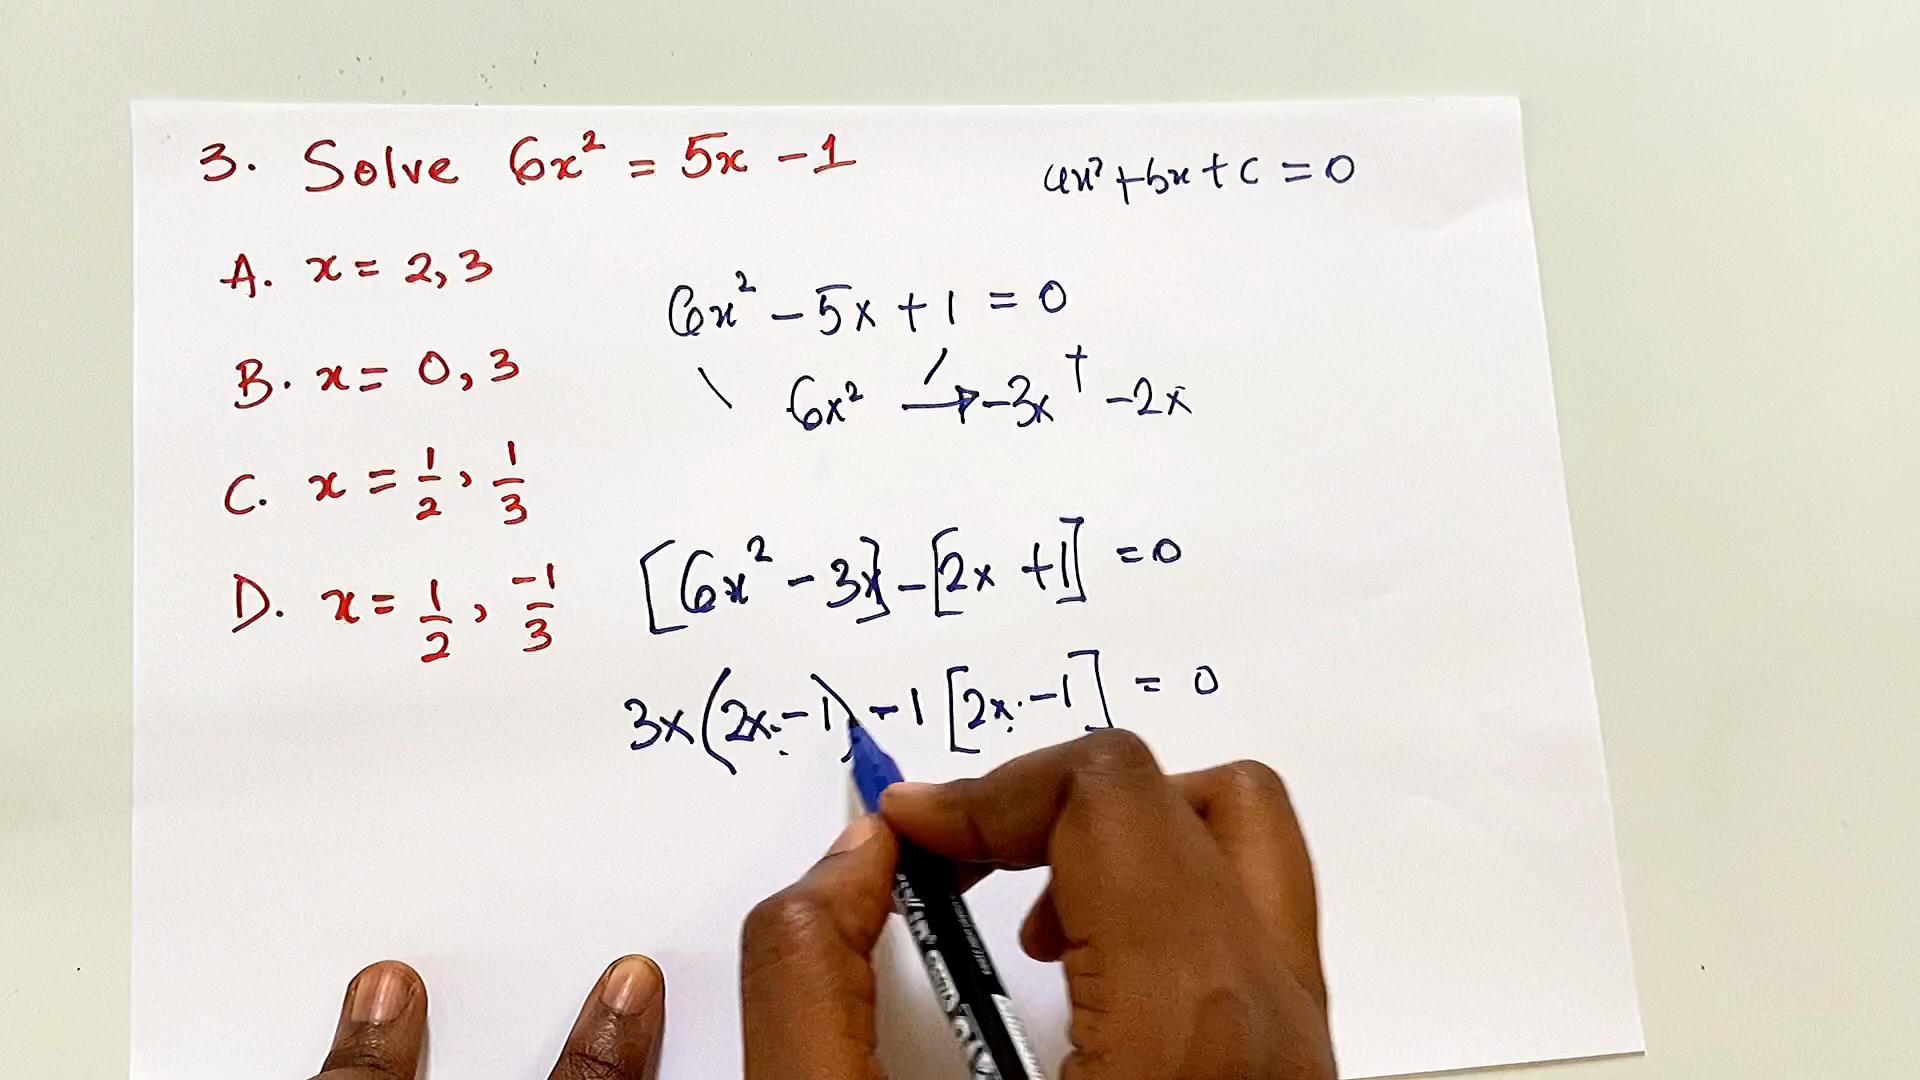 3. Solve 6x² = 5x - 1
ax² + bx + c = 0
A. x = 2, 3
B. x = 0, 3
C. x = 1/2, 1/3
D. x = 1/2, -1/3
6x² - 5x + 1 = 0
\ 6x² → -3x + -2x
[6x² - 3x] - [2x + 1] = 0
3x(2x - 1) - 1[2x - 1] = 0